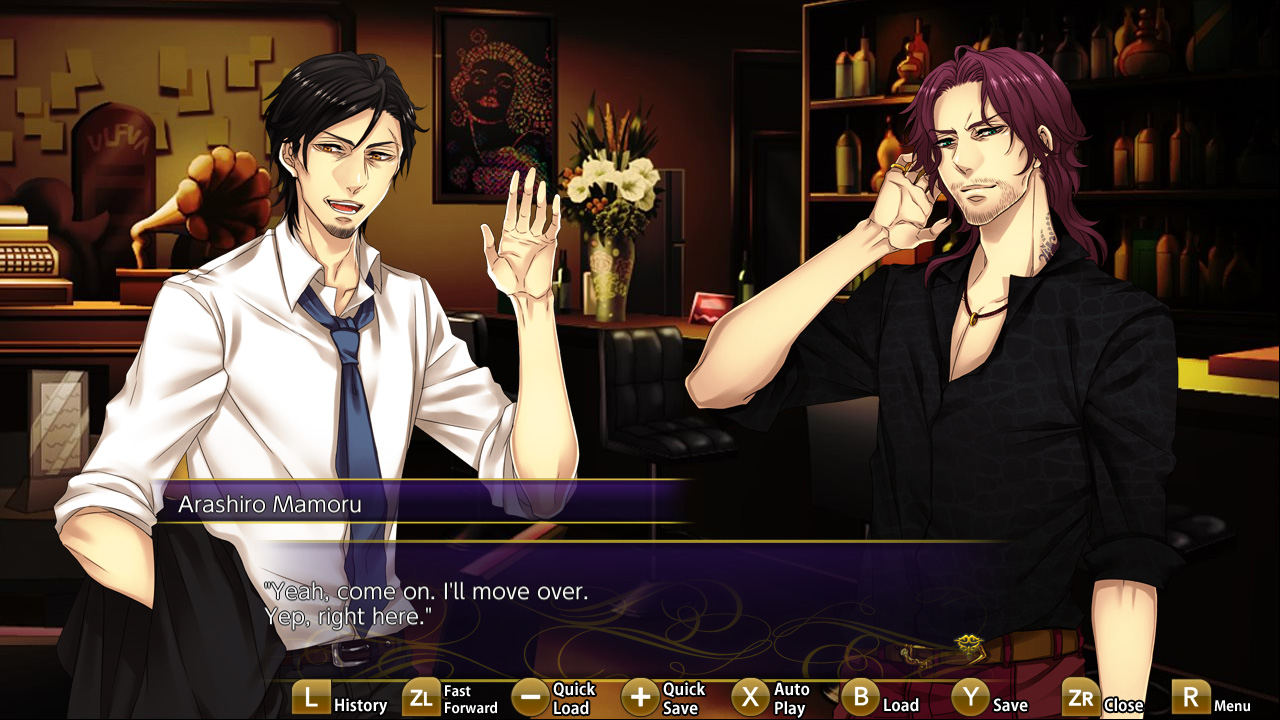 Arashiro Mamoru
"Yeah, come on. I'll move over.
Yep, right here."
L History
ZL Fast Forward
− Quick Load
+ Quick Save
X Auto Play
B Load
Y Save
ZR Close
R Menu